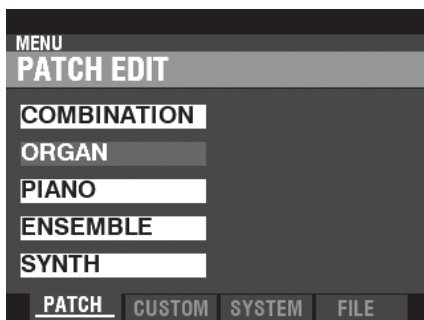 MENU
PATCH EDIT
COMBINATION
ORGAN
PIANO
ENSEMBLE
SYNTH
PATCH CUSTOM SYSTEM FILE